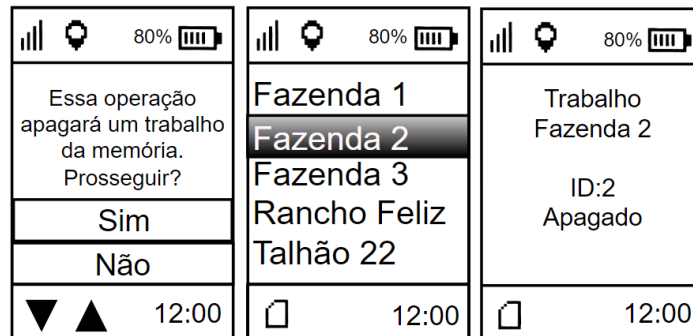 80%
Essa operação
apagará um trabalho
da memória.
Prosseguir?
Sim
Não
12:00
80%
Fazenda 1
Fazenda 2
Fazenda 3
Rancho Feliz
Talhão 22
12:00
80%
Trabalho
Fazenda 2
ID:2
Apagado
12:00